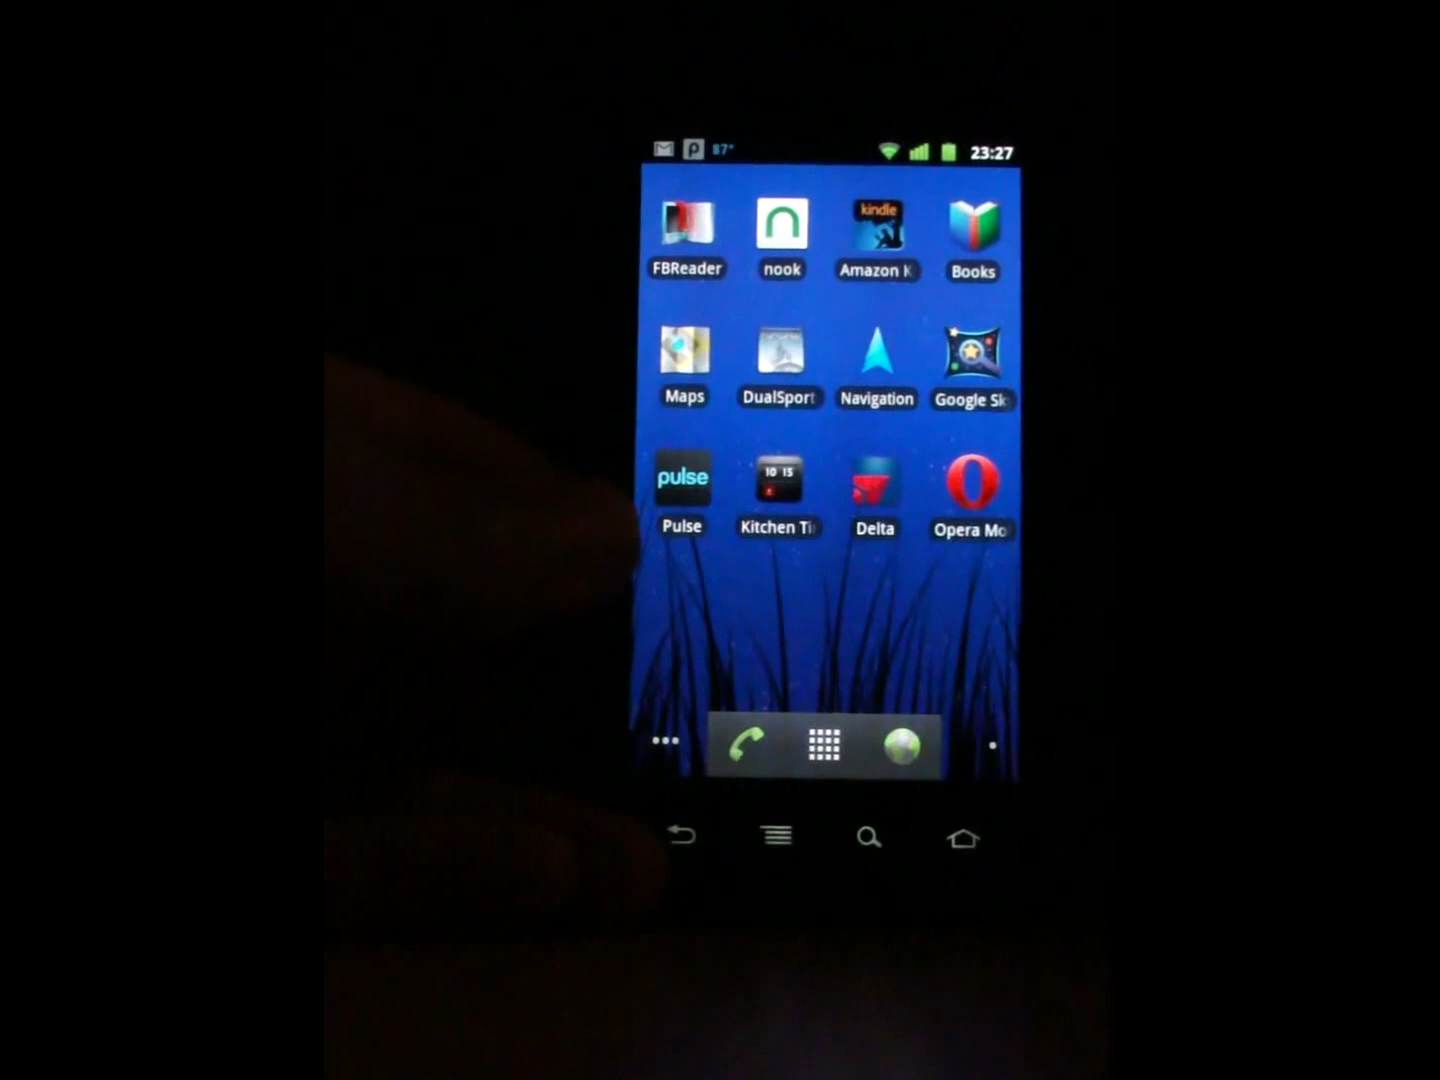 87° 23:27
n kindle
FBReader nook Amazon K Books
Maps DualSport Navigation Google Sk
pulse 10 15
Pulse Kitchen Ti Delta Opera Mo